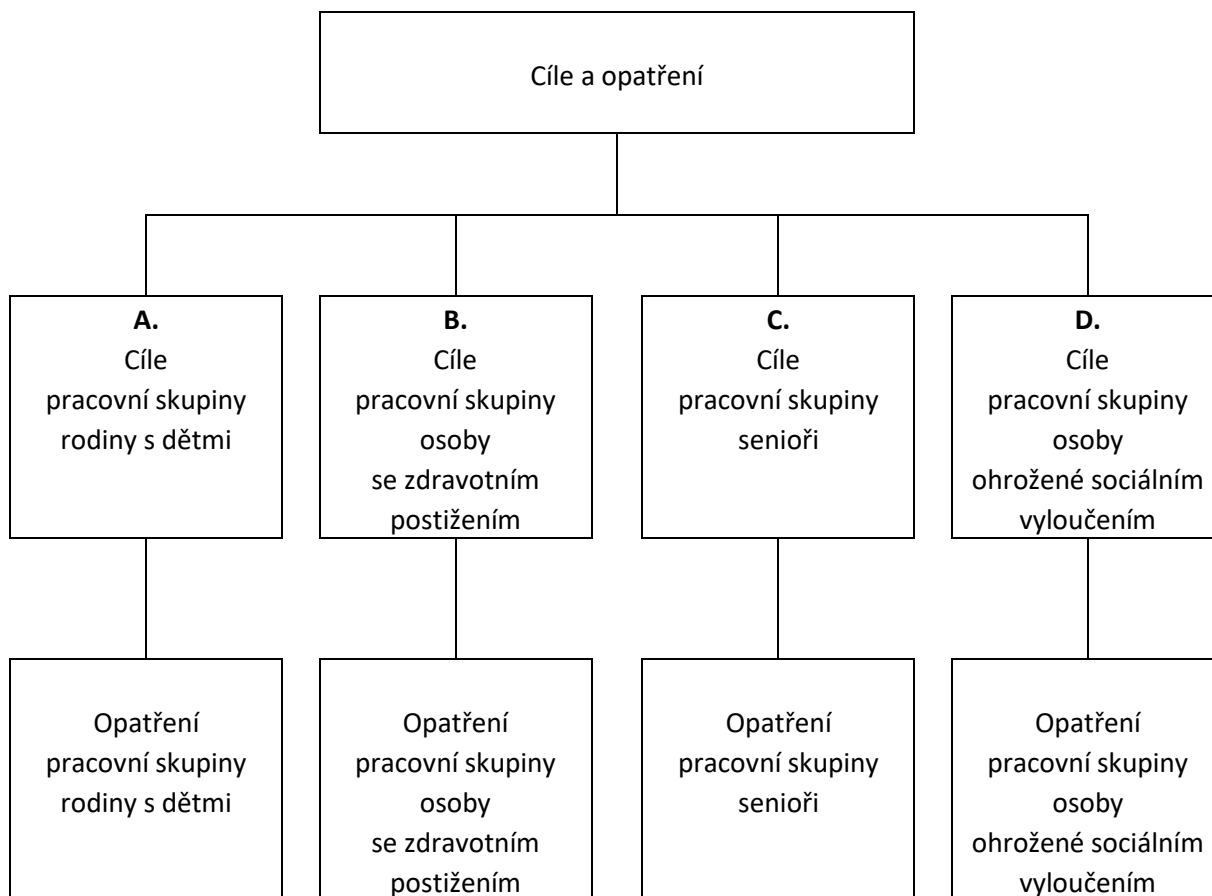 Cíle a opatření
A.
Cíle
pracovní skupiny
rodiny s dětmi
B.
Cíle
pracovní skupiny
osoby
se zdravotním
postižením
C.
Cíle
pracovní skupiny
senioři
D.
Cíle
pracovní skupiny
osoby
ohrožené sociálním
vyloučením
Opatření
pracovní skupiny
rodiny s dětmi
Opatření
pracovní skupiny
osoby
se zdravotním
postižením
Opatření
pracovní skupiny
senioři
Opatření
pracovní skupiny
osoby
ohrožené sociálním
vyloučením